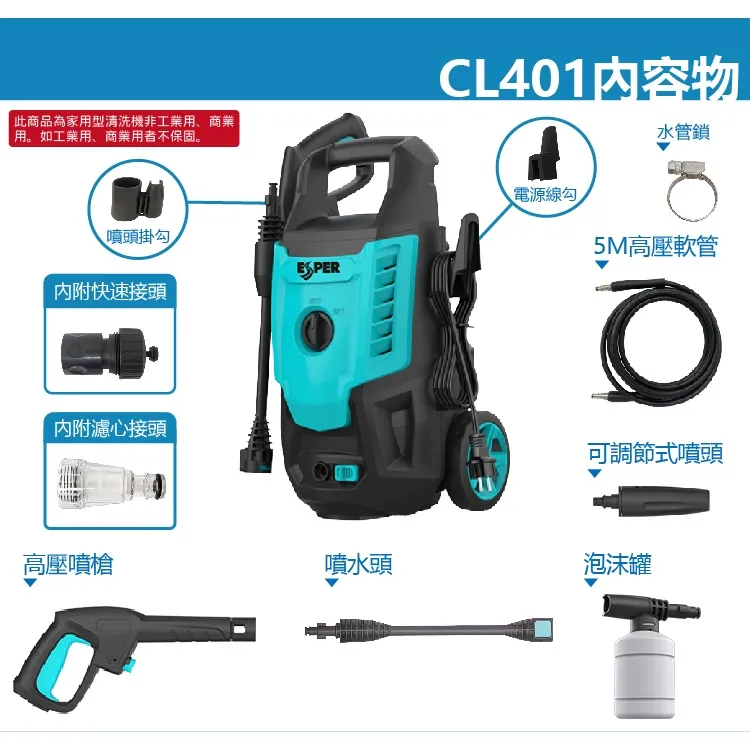 CL401內容物
此商品為家用型清洗機非工業用、商業
用。如工業用、商業用者不保固。
噴頭掛勾
電源線勾
水管鎖
5M高壓軟管
內附快速接頭
ESPER
內附濾心接頭
可調節式噴頭
高壓噴槍
噴水頭
泡沫罐